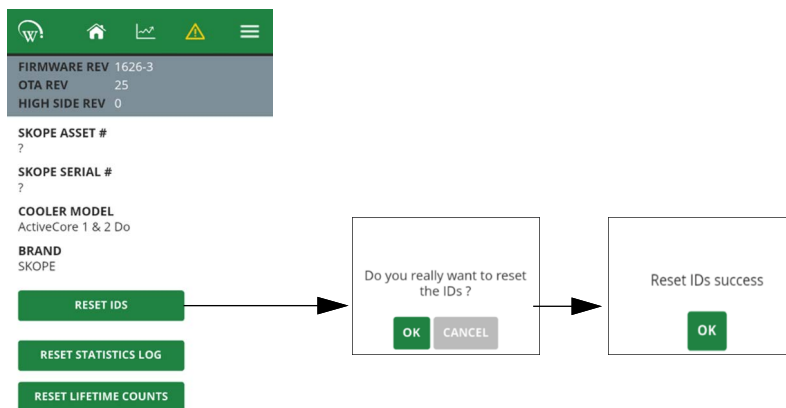 W
FIRMWARE REV 1626-3
OTA REV 25
HIGH SIDE REV 0
SKOPE ASSET #
?
SKOPE SERIAL #
?
COOLER MODEL
ActiveCore 1 & 2 Do
BRAND
SKOPE
RESET IDS
RESET STATISTICS LOG
RESET LIFETIME COUNTS
Do you really want to reset
the IDs ?
OK CANCEL
Reset IDs success
OK